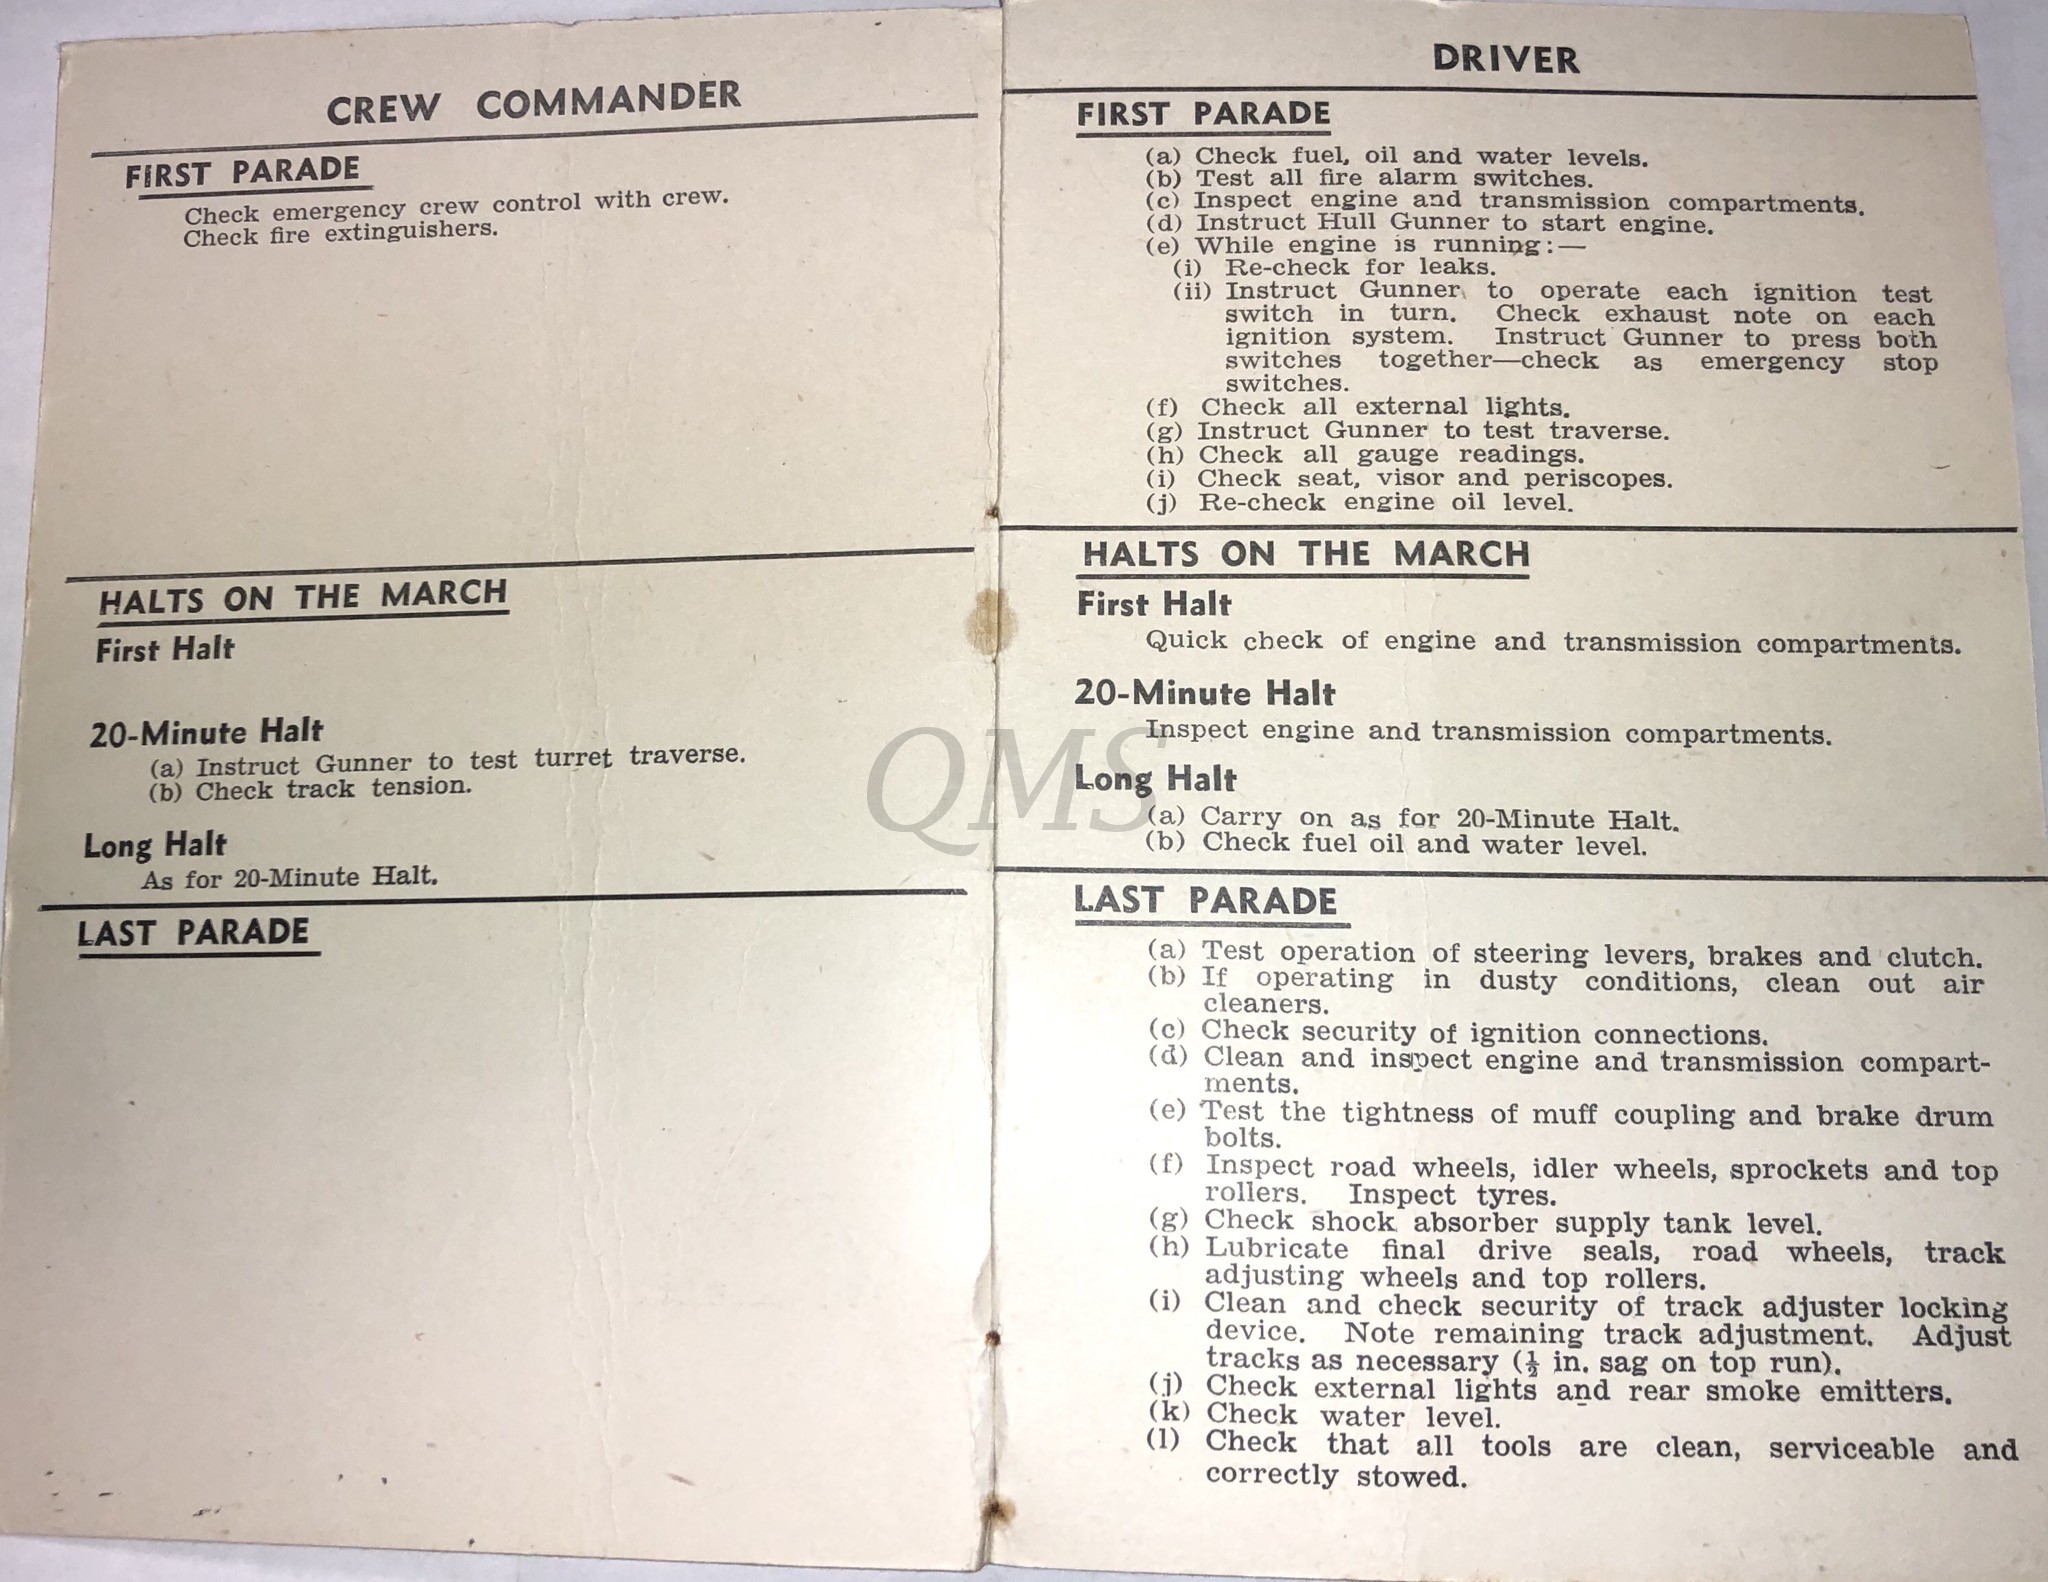 CREW COMMANDER
FIRST PARADE
Check emergency crew control with crew.
Check fire extinguishers.
HALTS ON THE MARCH
First Halt
20-Minute Halt
(a) Instruct Gunner to test turret traverse.
(b) Check track tension.
Long Halt
As for 20-Minute Halt.
LAST PARADE
DRIVER
FIRST PARADE
(a) Check fuel, oil and water levels.
(b) Test all fire alarm switches.
(c) Inspect engine and transmission compartments.
(d) Instruct Hull Gunner to start engine.
(e) While engine is running:—
(i) Re-check for leaks.
(ii) Instruct Gunner to operate each ignition test
switch in turn. Check exhaust note on each
ignition system. Instruct Gunner to press both
switches together—check as emergency stop
switches.
(f) Check all external lights.
(g) Instruct Gunner to test traverse.
(h) Check all gauge readings.
(i) Check seat, visor and periscopes.
(j) Re-check engine oil level.
HALTS ON THE MARCH
First Halt
Quick check of engine and transmission compartments.
20-Minute Halt
Inspect engine and transmission compartments.
Long Halt
(a) Carry on as for 20-Minute Halt.
(b) Check fuel oil and water level.
LAST PARADE
(a) Test operation of steering levers, brakes and clutch.
(b) If operating in dusty conditions, clean out air
cleaners.
(c) Check security of ignition connections.
(d) Clean and inspect engine and transmission compart-
ments.
(e) Test the tightness of muff coupling and brake drum
bolts.
(f) Inspect road wheels, idler wheels, sprockets and top
rollers. Inspect tyres.
(g) Check shock absorber supply tank level.
(h) Lubricate final drive seals, road wheels, track
adjusting wheels and top rollers.
(i) Clean and check security of track adjuster locking
device. Note remaining track adjustment. Adjust
tracks as necessary (½ in. sag on top run).
(j) Check external lights and rear smoke emitters.
(k) Check water level.
(l) Check that all tools are clean, serviceable and
correctly stowed.
QMS